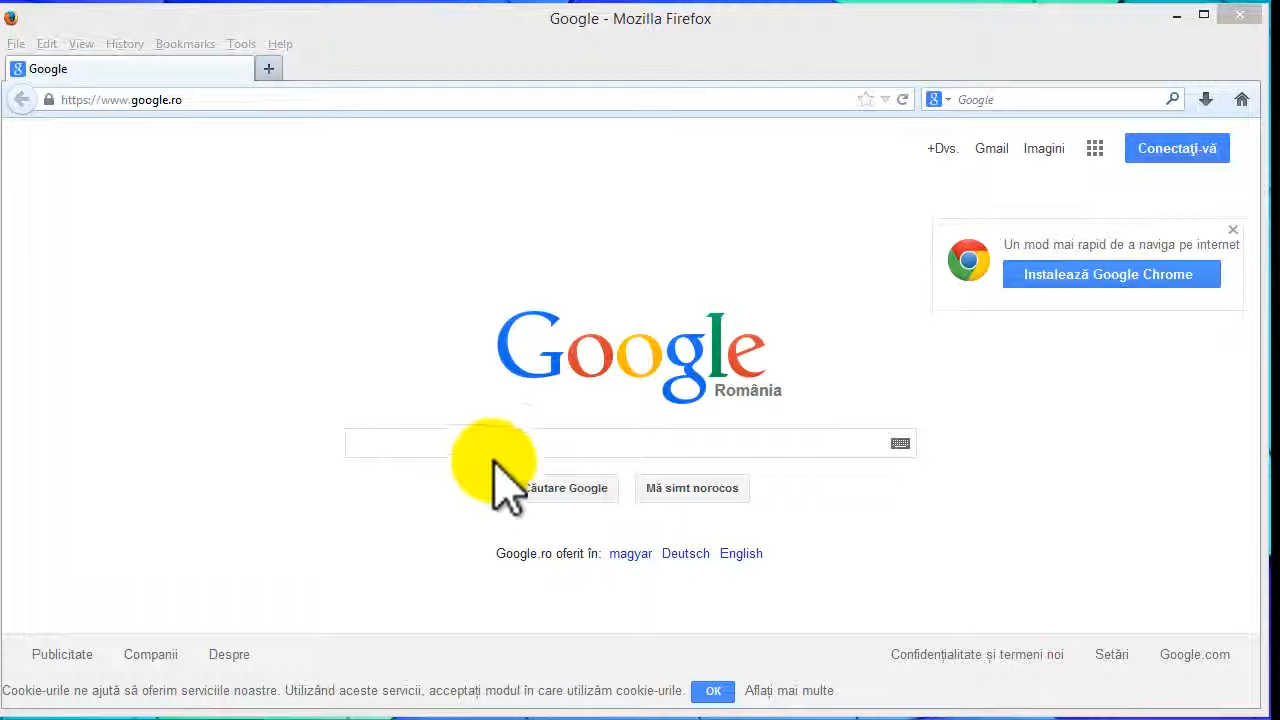 Google - Mozilla Firefox
File Edit View History Bookmarks Tools Help
Google
https://www.google.ro
Google
+Dvs. Gmail Imagini Conectaţi-vă
Un mod mai rapid de a naviga pe internet
Instalează Google Chrome
Google
România
Căutare Google Mă simt norocos
Google.ro oferit în: magyar Deutsch English
Publicitate Companii Despre Confidențialitate și termeni noi Setări Google.com
Cookie-urile ne ajută să oferim serviciile noastre. Utilizând aceste servicii, acceptați modul în care utilizăm cookie-urile. OK Aflați mai multe